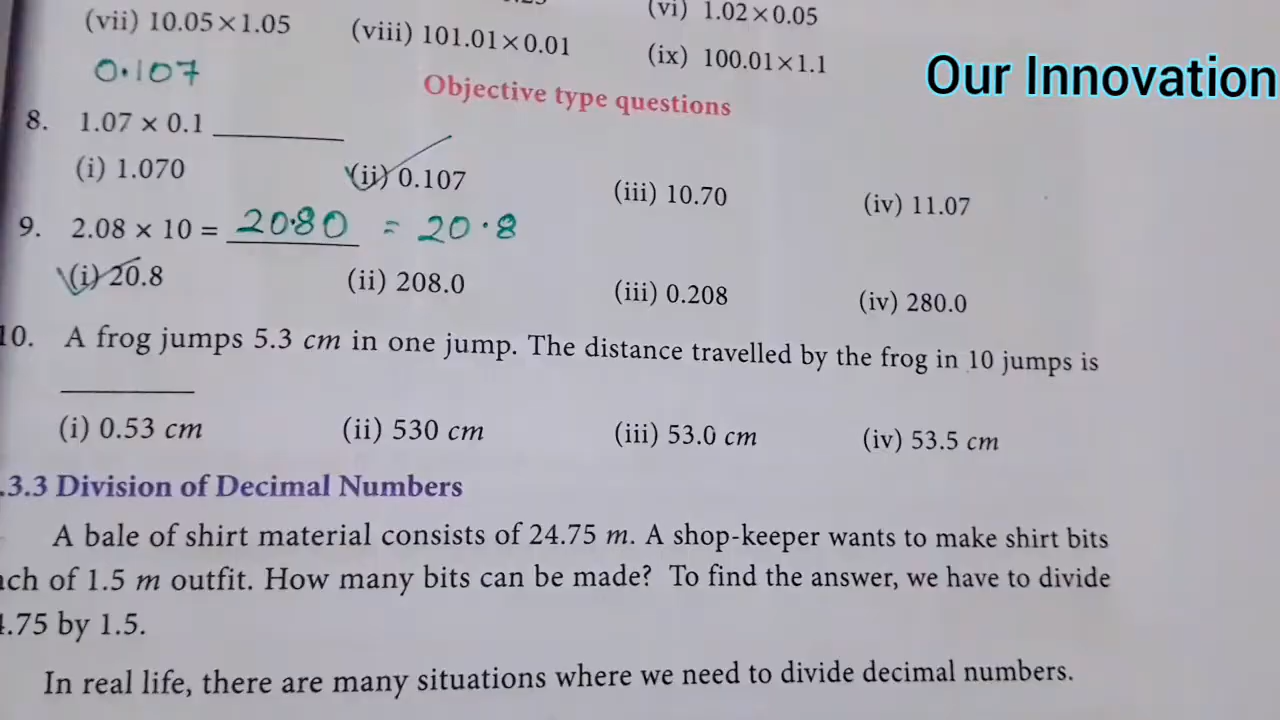 (vi) 1.02×0.05
(vii) 10.05×1.05 (viii) 101.01×0.01 (ix) 100.01×1.1
Our Innovation
0.107
Objective type questions
8. 1.07 × 0.1 __________
(i) 1.070 (ii) 0.107 (iii) 10.70 (iv) 11.07
9. 2.08 × 10 = 20.80 = 20.8
(i) 20.8 (ii) 208.0 (iii) 0.208 (iv) 280.0
10. A frog jumps 5.3 cm in one jump. The distance travelled by the frog in 10 jumps is
__________
(i) 0.53 cm (ii) 530 cm (iii) 53.0 cm (iv) 53.5 cm
.3.3 Division of Decimal Numbers
A bale of shirt material consists of 24.75 m. A shop-keeper wants to make shirt bits
ach of 1.5 m outfit. How many bits can be made? To find the answer, we have to divide
4.75 by 1.5.
In real life, there are many situations where we need to divide decimal numbers.